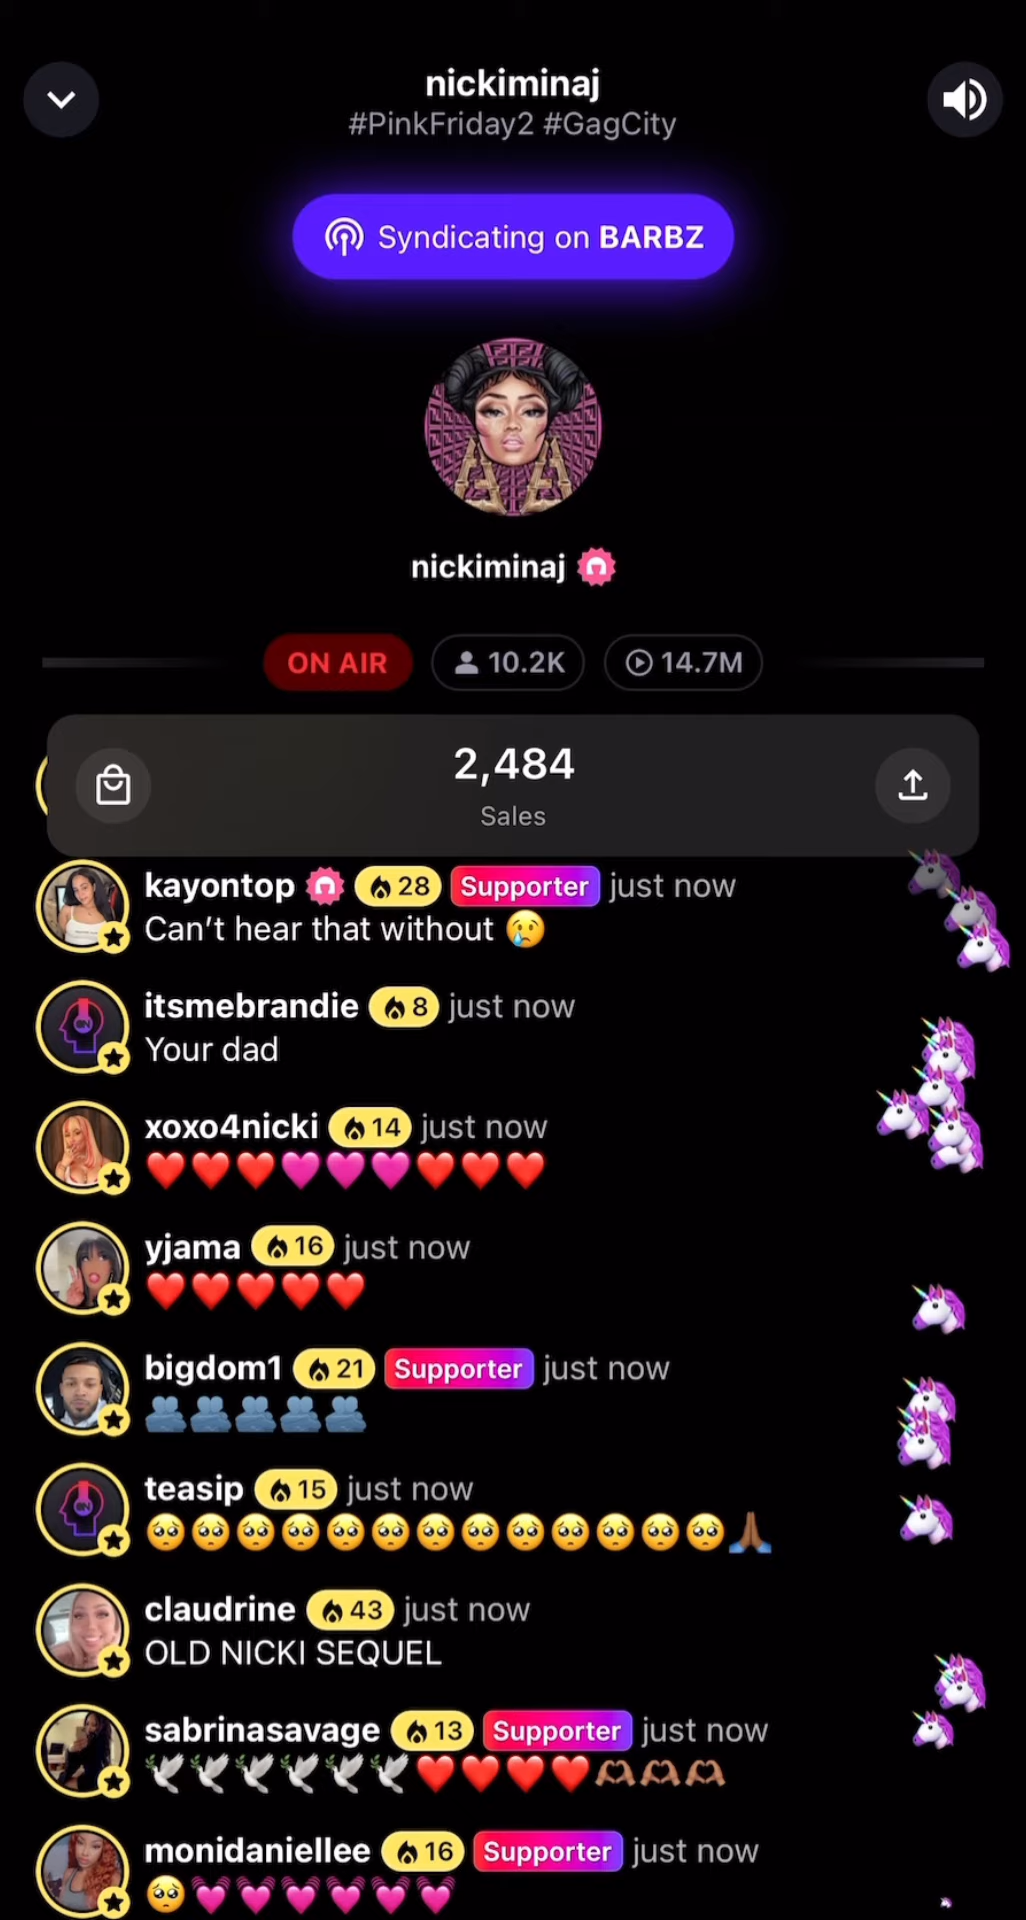 nickiminaj
#PinkFriday2 #GagCity
Syndicating on BARBZ
nickiminaj
ON AIR 10.2K 14.7M
2,484
Sales
kayontop 28 Supporter just now
Can’t hear that without 😢
itsmebrandie 8 just now
Your dad
xoxo4nicki 14 just now
❤️❤️❤️💗💗💗❤️❤️❤️
yjama 16 just now
❤️❤️❤️❤️❤️
bigdom1 21 Supporter just now
🫂🫂🫂🫂🫂
teasip 15 just now
🥺🥺🥺🥺🥺🥺🥺🥺🥺🥺🥺🥺🥺🙏🏾
claudrine 43 just now
OLD NICKI SEQUEL
sabrinasavage 13 Supporter just now
🕊️🕊️🕊️🕊️🕊️🕊️❤️❤️❤️❤️🫶🏽🫶🏽🫶🏽
monidaniellee 16 Supporter just now
🥺💓💓💓💓💓💓